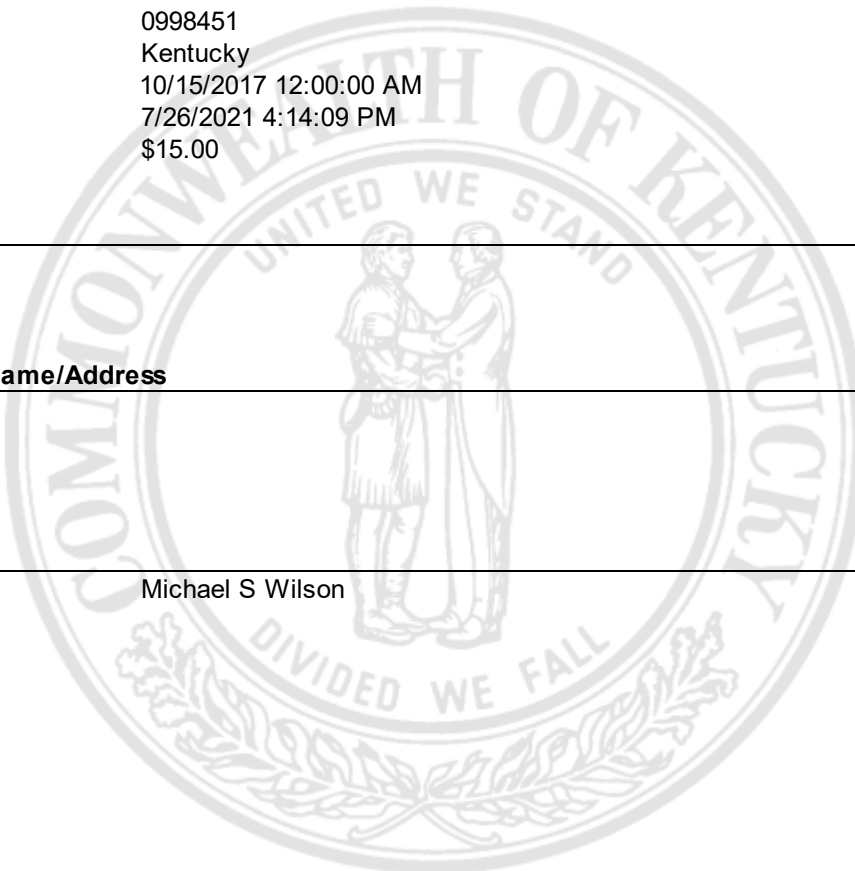 0998451
Kentucky
10/15/2017 12:00:00 AM
7/26/2021 4:14:09 PM
$15.00
COMMONWEALTH OF KENTUCKY
UNITED WE STAND
ame/Address
Michael S Wilson
DIVIDED WE FALL